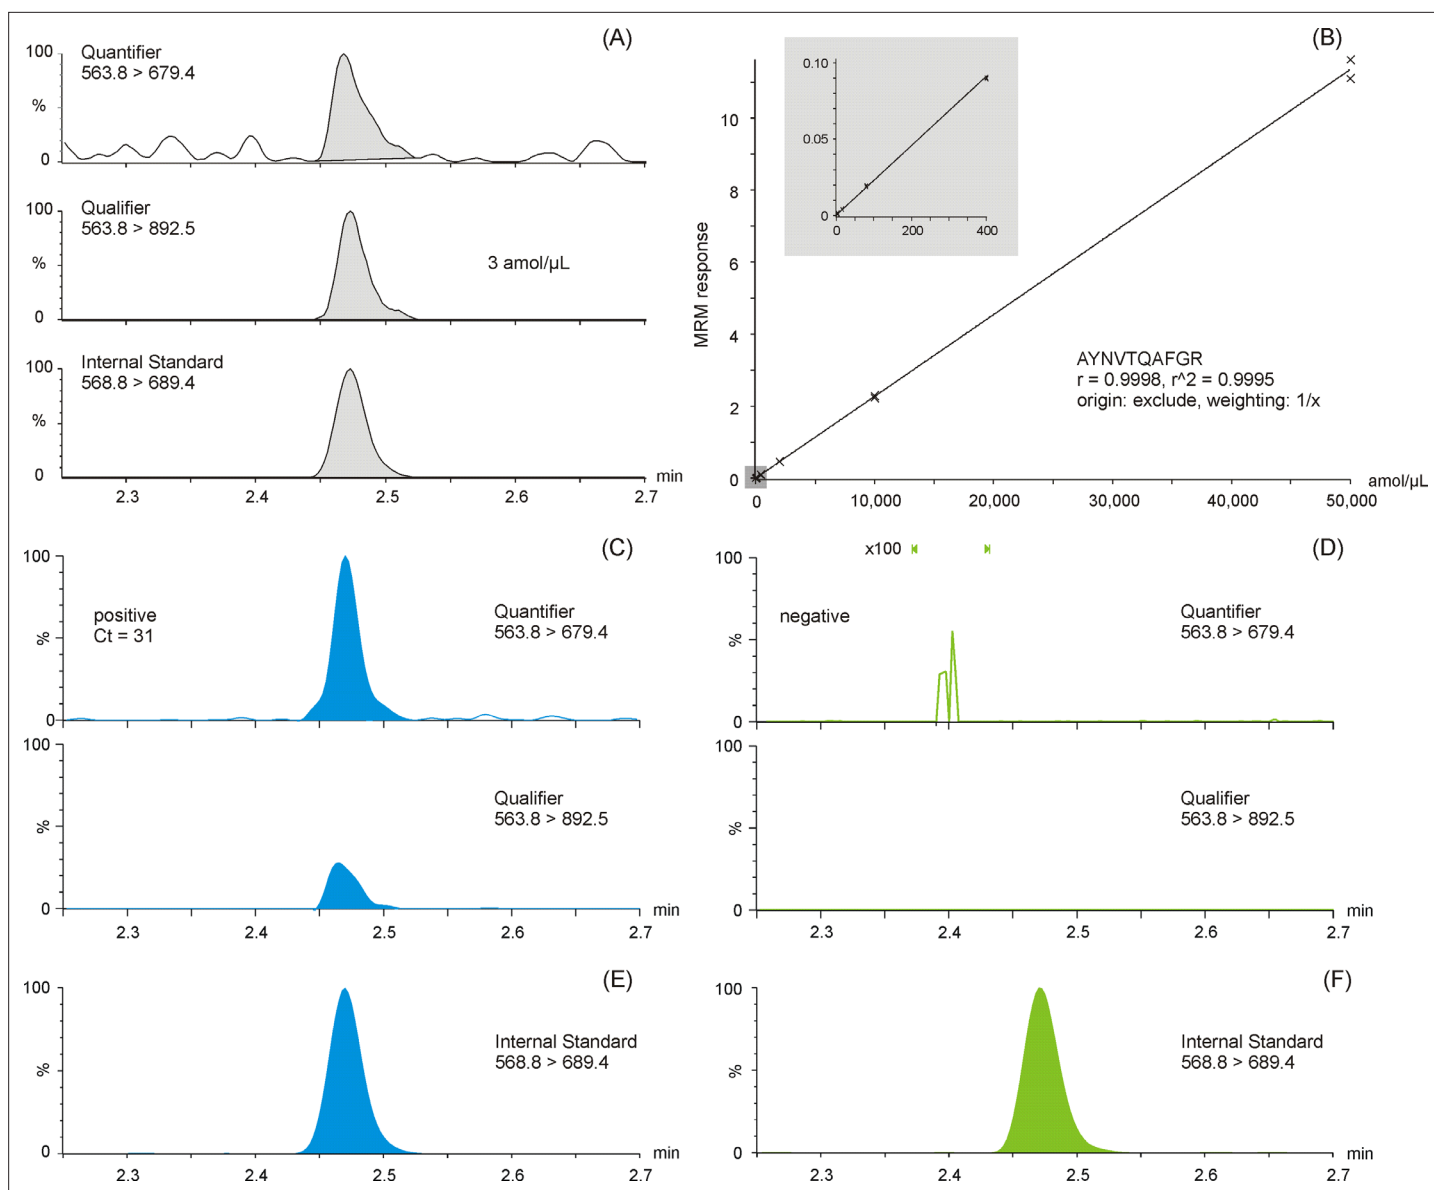 (A)
Quantifier
563.8 > 679.4
100
%
0
Qualifier
563.8 > 892.5
3 amol/µL
100
%
0
Internal Standard
568.8 > 689.4
100
%
0
min
2.3 2.4 2.5 2.6 2.7
(B)
0.10
0.05
0
0 200 400
MRM response
10
8
6
4
2
0
AYNVTQAFGR
r = 0.9998, r^2 = 0.9995
origin: exclude, weighting: 1/x
amol/µL
0 10,000 20,000 30,000 40,000 50,000
(C)
100
positive
Ct = 31
Quantifier
563.8 > 679.4
%
0
100
Qualifier
563.8 > 892.5
%
0
min
2.3 2.4 2.5 2.6 2.7
(D)
x100
100
negative
Quantifier
563.8 > 679.4
%
0
100
Qualifier
563.8 > 892.5
%
0
min
2.3 2.4 2.5 2.6 2.7
(E)
100
Internal Standard
568.8 > 689.4
%
0
2.3 2.4 2.5 2.6 2.7
(F)
100
Internal Standard
568.8 > 689.4
%
0
2.3 2.4 2.5 2.6 2.7